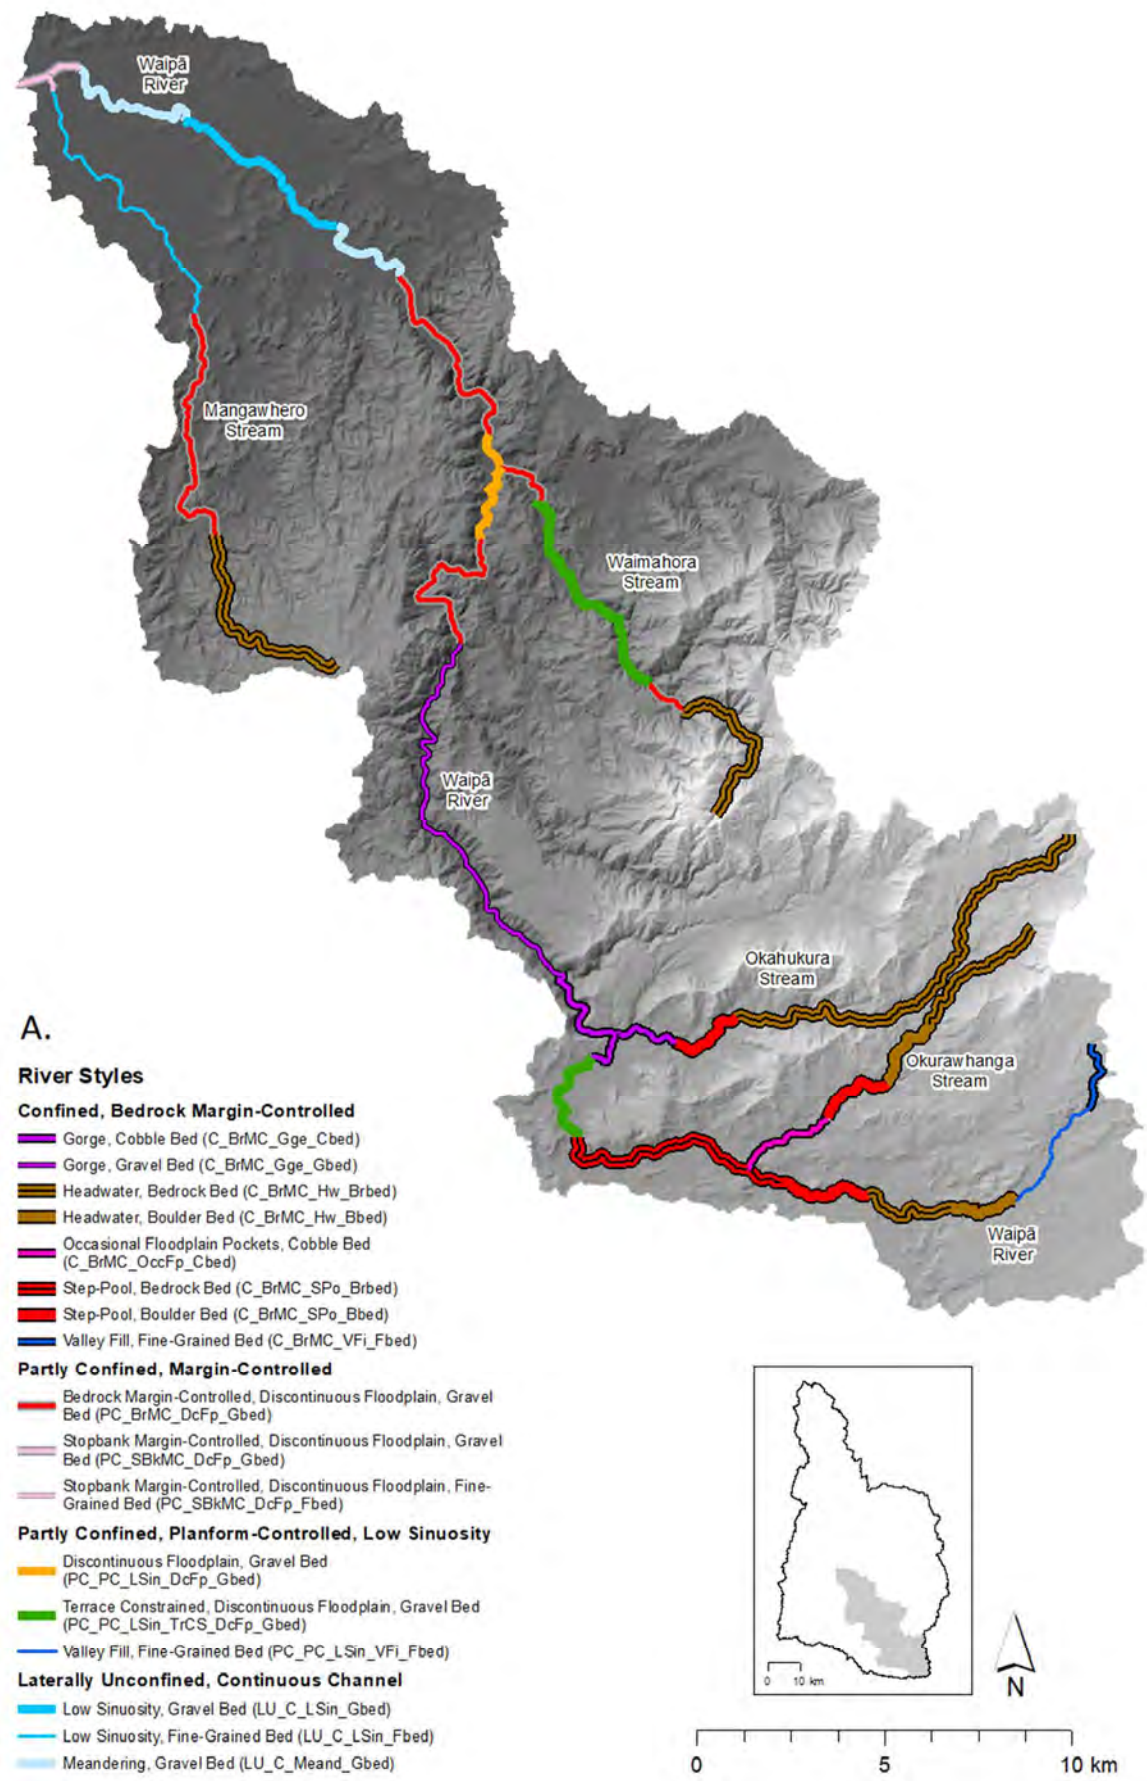 Waipā
River
Mangawhero
Stream
Waimahora
Stream
Waipā
River
Okahukura
Stream
Okurawhanga
Stream
Waipā
River
A.
River Styles
Confined, Bedrock Margin-Controlled
Gorge, Cobble Bed (C_BrMC_Gge_Cbed)
Gorge, Gravel Bed (C_BrMC_Gge_Gbed)
Headwater, Bedrock Bed (C_BrMC_Hw_Brbed)
Headwater, Boulder Bed (C_BrMC_Hw_Bbed)
Occasional Floodplain Pockets, Cobble Bed
(C_BrMC_OccFp_Cbed)
Step-Pool, Bedrock Bed (C_BrMC_SPo_Brbed)
Step-Pool, Boulder Bed (C_BrMC_SPo_Bbed)
Valley Fill, Fine-Grained Bed (C_BrMC_VFi_Fbed)
Partly Confined, Margin-Controlled
Bedrock Margin-Controlled, Discontinuous Floodplain, Gravel
Bed (PC_BrMC_DcFp_Gbed)
Stopbank Margin-Controlled, Discontinuous Floodplain, Gravel
Bed (PC_SBkMC_DcFp_Gbed)
Stopbank Margin-Controlled, Discontinuous Floodplain, Fine-
Grained Bed (PC_SBkMC_DcFp_Fbed)
Partly Confined, Planform-Controlled, Low Sinuosity
Discontinuous Floodplain, Gravel Bed
(PC_PC_LSin_DcFp_Gbed)
Terrace Constrained, Discontinuous Floodplain, Gravel Bed
(PC_PC_LSin_TrCS_DcFp_Gbed)
Valley Fill, Fine-Grained Bed (PC_PC_LSin_VFi_Fbed)
Laterally Unconfined, Continuous Channel
Low Sinuosity, Gravel Bed (LU_C_LSin_Gbed)
Low Sinuosity, Fine-Grained Bed (LU_C_LSin_Fbed)
Meandering, Gravel Bed (LU_C_Meand_Gbed)
0 10 km
N
0 5 10 km